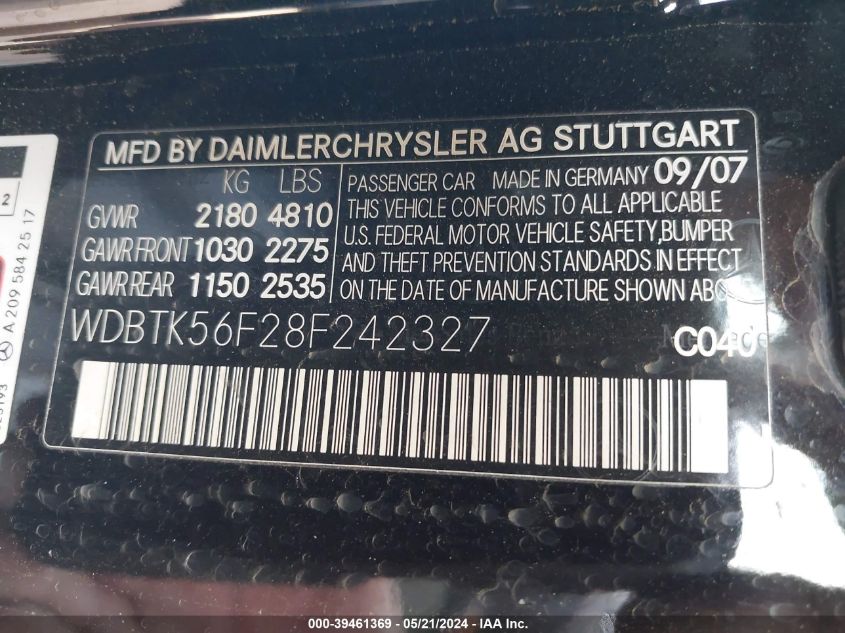 MFD BY DAIMLERCHRYSLER AG STUTTGART
KG LBS
GVWR 2180 4810
GAWR FRONT 1030 2275
GAWR REAR 1150 2535
PASSENGER CAR MADE IN GERMANY 09/07
THIS VEHICLE CONFORMS TO ALL APPLICABLE
U.S. FEDERAL MOTOR VEHICLE SAFETY,BUMPER
AND THEFT PREVENTION STANDARDS IN EFFECT
ON THE DATE OF MANUFACTURE SHOWN ABO
WDBTK56F28F242327 C040
A 209 584 25 17
2
000-39461369 - 05/21/2024 - IAA Inc.